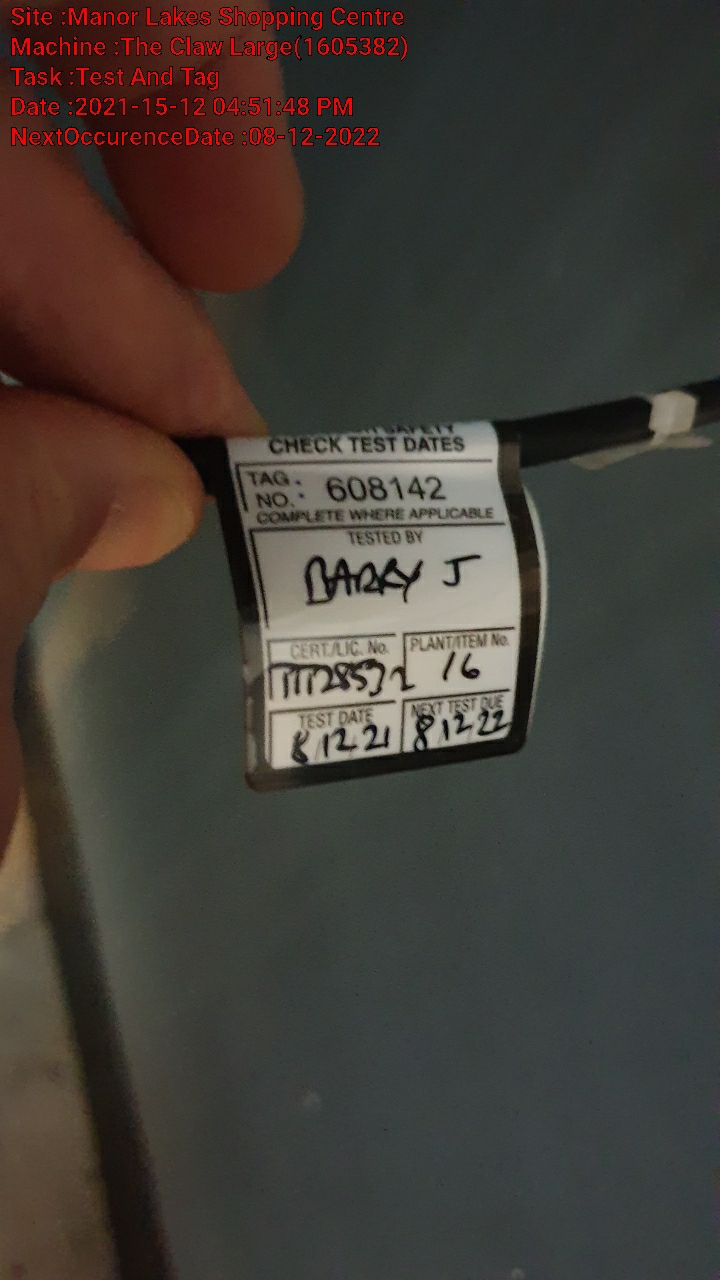 Site :Manor Lakes Shopping Centre
Machine :The Claw Large(1605382)
Task :Test And Tag
Date :2021-15-12 04:51:48 PM
NextOccurenceDate :08-12-2022
SAFETY
CHECK TEST DATES
TAG NO.: 608142
COMPLETE WHERE APPLICABLE
TESTED BY
BARRY J
CERT./LIC. No. PLANT/ITEM No.
16
TEST DATE NEXT TEST DUE
8/12/21 8/12/22